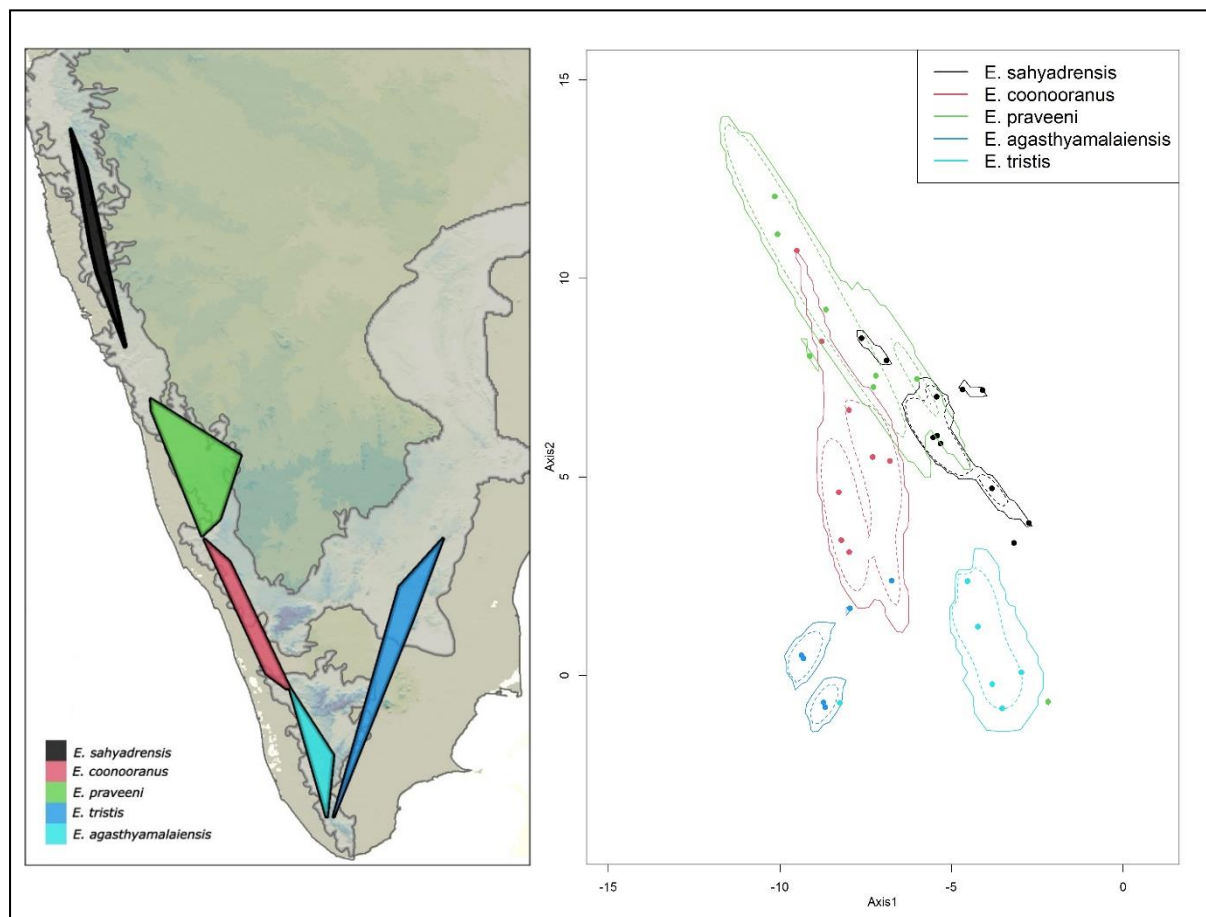 E. sahyadrensis
E. coonooranus
E. praveeni
E. tristis
E. agasthyamalaiensis
E. sahyadrensis
E. coonooranus
E. praveeni
E. agasthyamalaiensis
E. tristis
15
10
5
0
Axis2
-15
-10
-5
0
Axis1